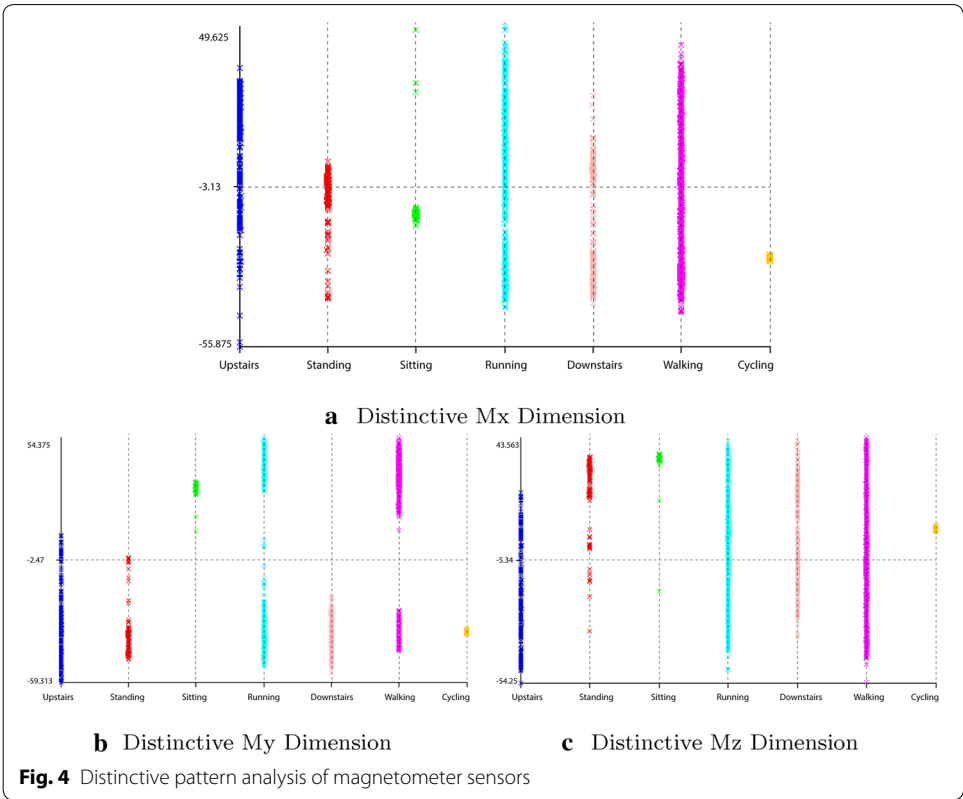 49.625
-3.13
-55.875
Upstairs Standing Sitting Running Downstairs Walking Cycling
a Distinctive Mx Dimension
54.375
-2.47
-59.313
Upstairs Standing Sitting Running Downstairs Walking Cycling
b Distinctive My Dimension
43.563
-5.34
-54.25
Upstairs Standing Sitting Running Downstairs Walking Cycling
c Distinctive Mz Dimension
Fig. 4 Distinctive pattern analysis of magnetometer sensors